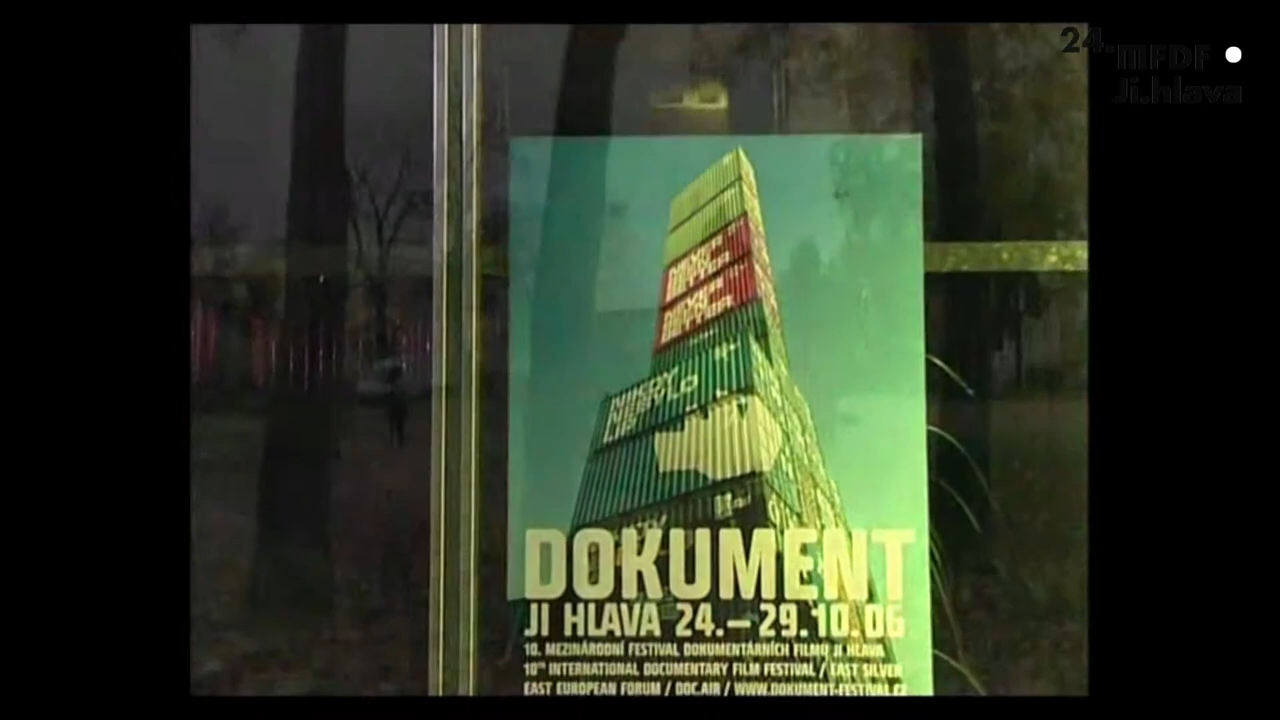 24. MFDF
Ji.hlava
DOKUMENT
JI HLAVA 24.–29.10.06
10. MEZINÁRODNÍ FESTIVAL DOKUMENTÁRNÍCH FILMŮ JI HLAVA
10TH INTERNATIONAL DOCUMENTARY FILM FESTIVAL / EAST SILVER
EAST EUROPEAN FORUM / DOC.AIR / WWW.DOKUMENT-FESTIVAL.CZ